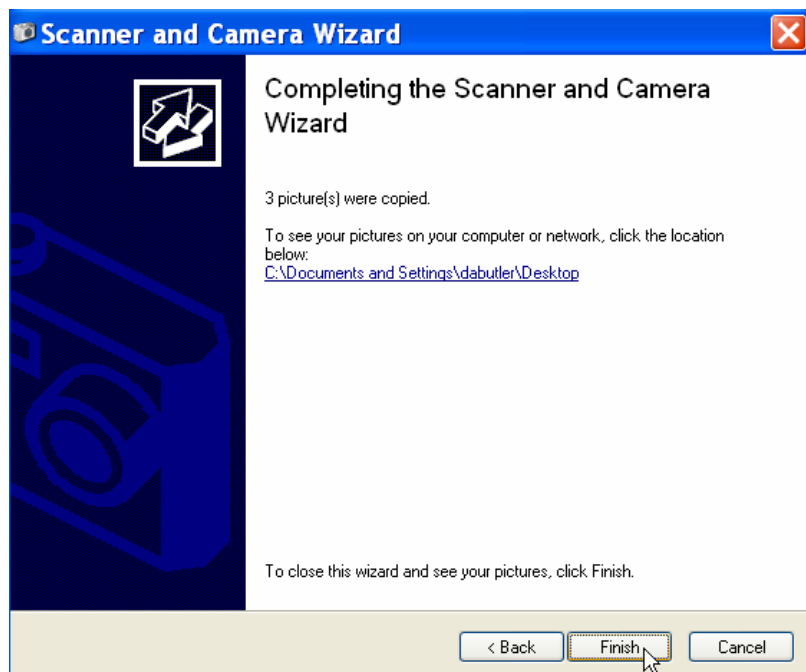 Scanner and Camera Wizard
Completing the Scanner and Camera
Wizard
3 picture(s) were copied.
To see your pictures on your computer or network, click the location
below:
C:\Documents and Settings\dabutler\Desktop
To close this wizard and see your pictures, click Finish.
< Back Finish Cancel